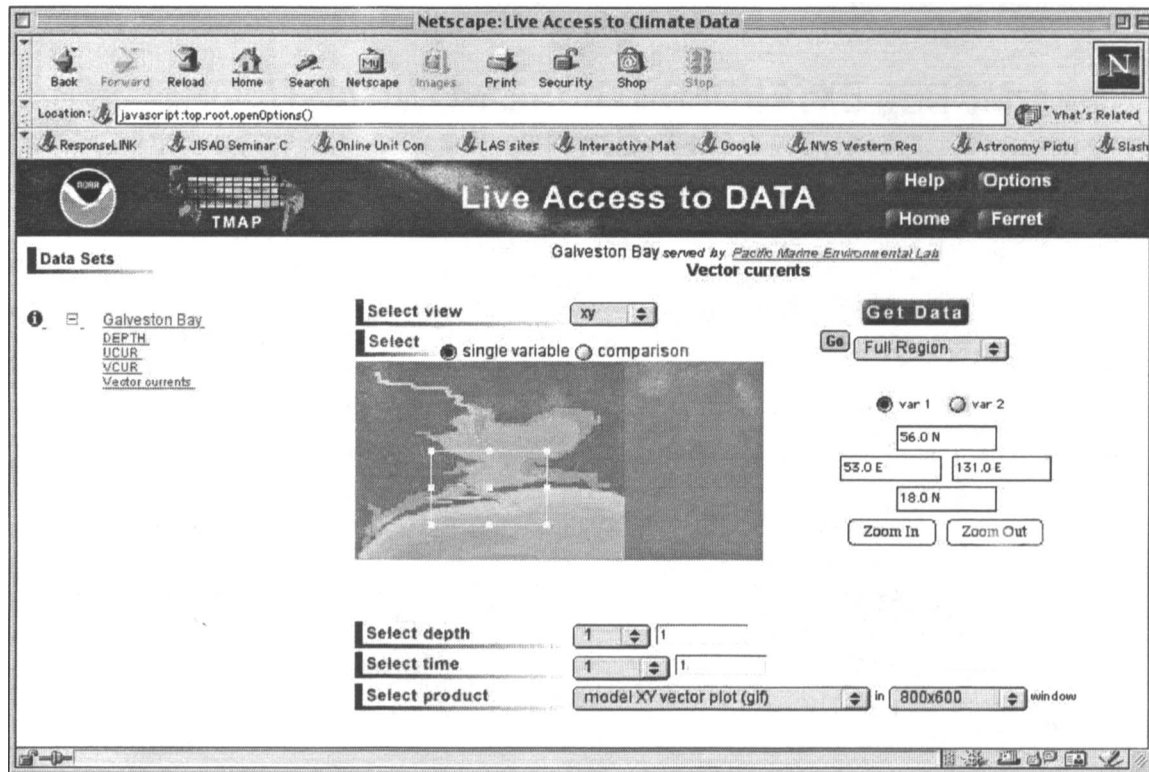 Netscape: Live Access to Climate Data
Back Forward Reload Home Search Netscape Images Print Security Shop Stop
My
N
Location: javascript:top.root.openOptions() What's Related
ResponseLINK JISAO Seminar C Online Unit Con LAS sites Interactive Mat Google NWS Western Reg Astronomy Pictu Slash
NOAA
TMAP
Live Access to DATA
Help Options
Home Ferret
Data Sets
Galveston Bay served by Pacific Marine Environmental Lab
Vector currents
Galveston Bay
DEPTH
UCUR
VCUR
Vector currents
Select view xy
Select single variable comparison
Get Data
Go Full Region
var 1 var 2
56.0 N
53.0 E 131.0 E
18.0 N
Zoom In Zoom Out
Select depth 1 1
Select time 1 1
Select product model XY vector plot (gif) in 800x600 window